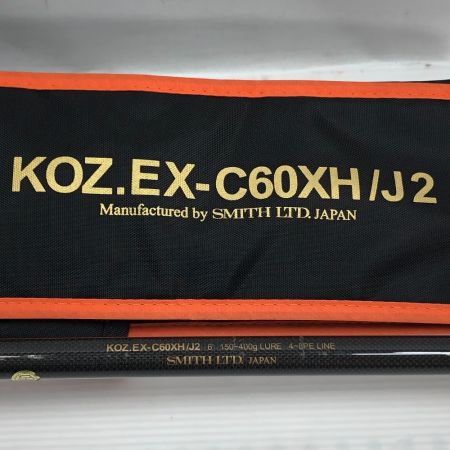 KOZ.EX-C60XH/J2
Manufactured by SMITH LTD. JAPAN
KOZ.EX-C60XH/J2 6' 150-400g LURE 4-8PE LINE
SMITH LTD. JAPAN